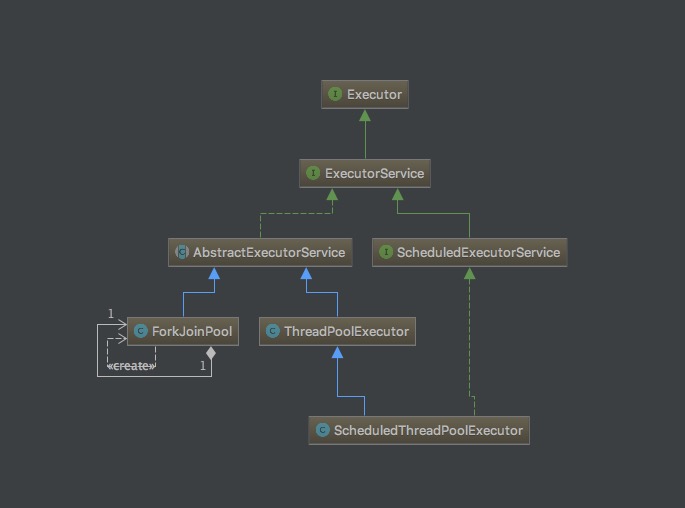 I Executor
I ExecutorService
C AbstractExecutorService
I ScheduledExecutorService
1
C ForkJoinPool
C ThreadPoolExecutor
«create»
1
C ScheduledThreadPoolExecutor